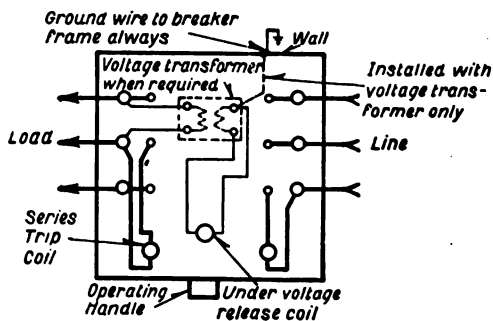 Ground wire to breaker
frame always
Wall
Voltage transformer
when required
Installed with
voltage trans-
former only
Load
Line
Series
Trip
Coil
Operating
Handle
Under voltage
release coil